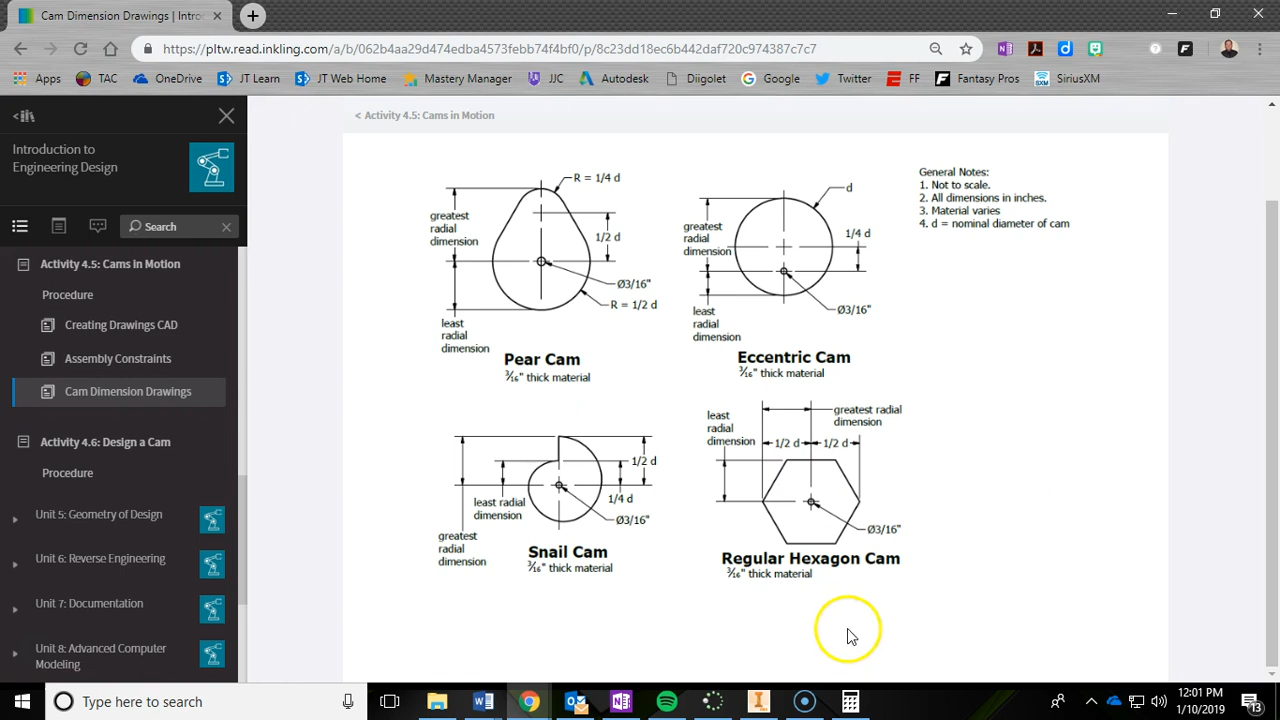 Cam Dimension Drawings | Intro
https://pltw.read.inkling.com/a/b/062b4aa29d474edba4573febb74f4bf0/p/8c23dd18ec6b442daf720c974387c7c7
Apps TAC OneDrive JT Learn JT Web Home Mastery Manager JJC Autodesk Diigolet Google Twitter FF Fantasy Pros SiriusXM
Introduction to
Engineering Design
Search
Activity 4.5: Cams in Motion
Procedure
Creating Drawings CAD
Assembly Constraints
Cam Dimension Drawings
Activity 4.6: Design a Cam
Procedure
Unit 5: Geometry of Design
Unit 6: Reverse Engineering
Unit 7: Documentation
Unit 8: Advanced Computer
Modeling
< Activity 4.5: Cams in Motion
R = 1/4 d
greatest
radial
dimension
1/2 d
Ø3/16"
R = 1/2 d
least
radial
dimension
Pear Cam
3/16" thick material
d
greatest
radial
dimension
1/4 d
Ø3/16"
least
radial
dimension
Eccentric Cam
3/16" thick material
General Notes:
1. Not to scale.
2. All dimensions in inches.
3. Material varies
4. d = nominal diameter of cam
1/2 d
1/4 d
least radial
dimension
Ø3/16"
greatest
radial
dimension
Snail Cam
3/16" thick material
least
radial
dimension
greatest radial
dimension
1/2 d 1/2 d
Ø3/16"
Regular Hexagon Cam
3/16" thick material
Type here to search
12:01 PM
1/10/2019
13